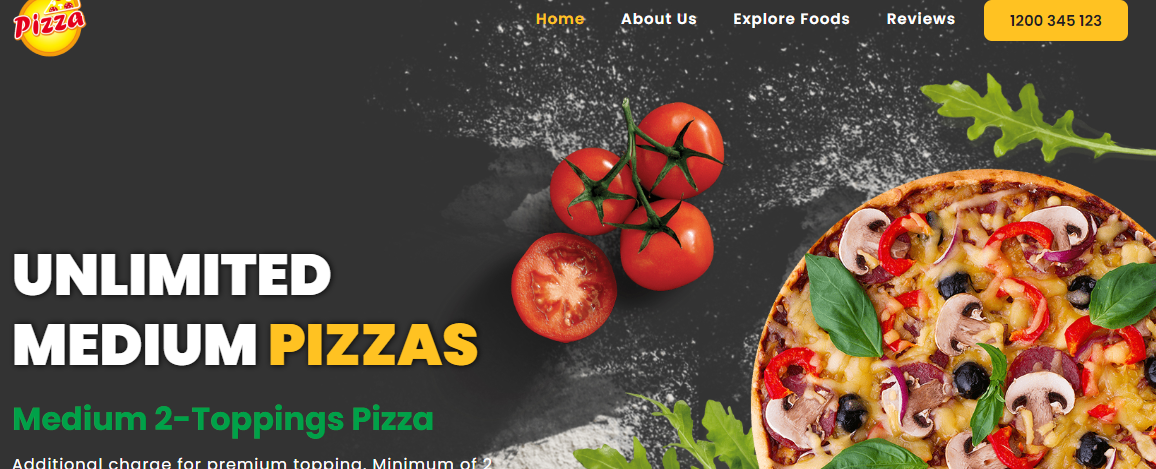 Pizza
Home About Us Explore Foods Reviews 1200 345 123
UNLIMITED
MEDIUM PIZZAS
Medium 2-Toppings Pizza
Additional charge for premium topping. Minimum of 2